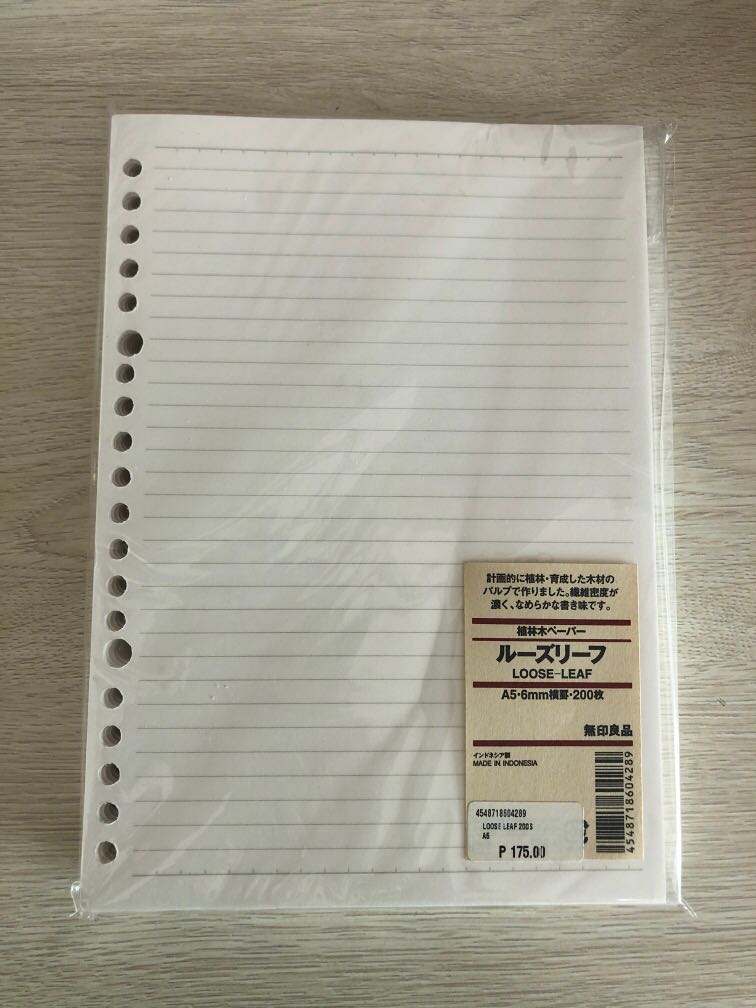 計画的に植林・育成した木材の
パルプで作りました。繊維密度が
濃く、なめらかな書き味です。
植林木ペーパー
ルーズリーフ
LOOSE-LEAF
A5・6mm横罫・200枚
無印良品
インドネシア製
MADE IN INDONESIA
4548718604289
4548718604289
LOOSE LEAF 200S
A5
P 175.00